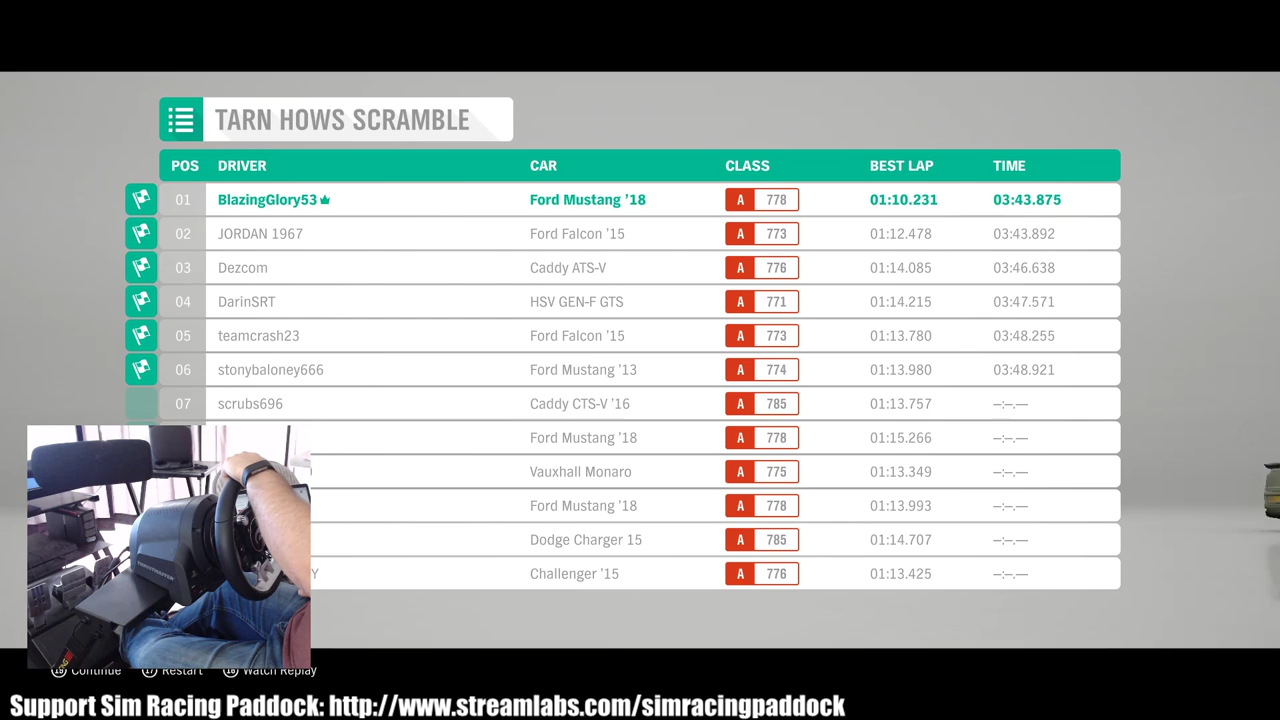 TARN HOWS SCRAMBLE
POS DRIVER CAR CLASS BEST LAP TIME
01 BlazingGlory53 Ford Mustang '18 A 778 01:10.231 03:43.875
02 JORDAN 1967 Ford Falcon '15 A 773 01:12.478 03:43.892
03 Dezcom Caddy ATS-V A 776 01:14.085 03:46.638
04 DarinSRT HSV GEN-F GTS A 771 01:14.215 03:47.571
05 teamcrash23 Ford Falcon '15 A 773 01:13.780 03:48.255
06 stonybaloney666 Ford Mustang '13 A 774 01:13.980 03:48.921
07 scrubs696 Caddy CTS-V '16 A 785 01:13.757 --:--.---
Ford Mustang '18 A 778 01:15.266 --:--.---
Vauxhall Monaro A 775 01:13.349 --:--.---
Ford Mustang '18 A 778 01:13.993 --:--.---
Dodge Charger 15 A 785 01:14.707 --:--.---
Y Challenger '15 A 776 01:13.425 --:--.---
THRUSTMASTER
Continue Restart Watch Replay
Support Sim Racing Paddock: http://www.streamlabs.com/simracingpaddock